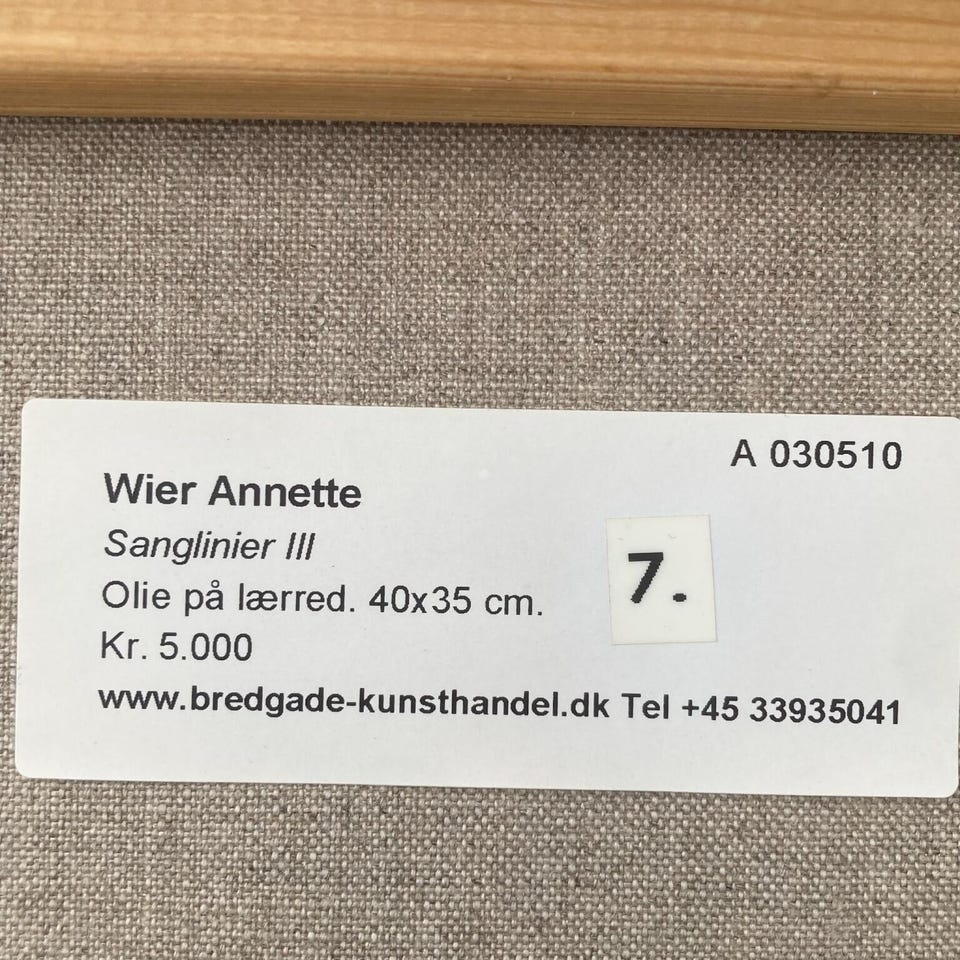 A 030510
Wier Annette
Sanglinier III
7.
Olie på lærred. 40x35 cm.
Kr. 5.000
www.bredgade-kunsthandel.dk Tel +45 33935041